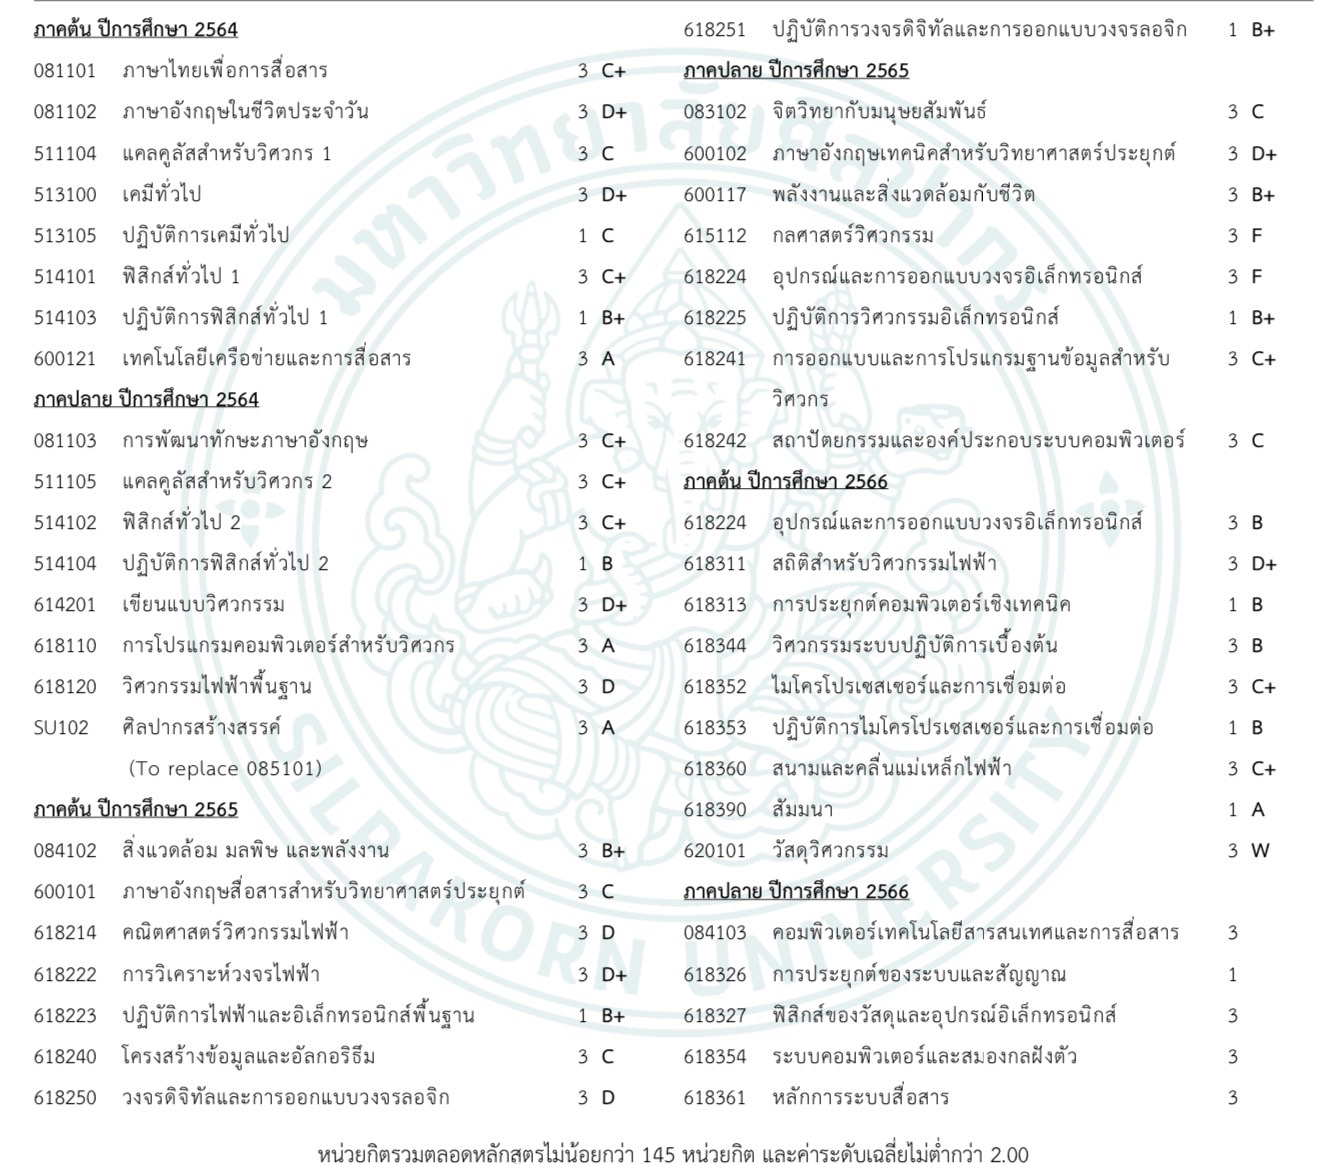 ภาคต้น ปีการศึกษา 2564
081101 ภาษาไทยเพื่อการสื่อสาร 3 C+
081102 ภาษาอังกฤษในชีวิตประจำวัน 3 D+
511104 แคลคูลัสสำหรับวิศวกร 1 3 C
513100 เคมีทั่วไป 3 D+
513105 ปฏิบัติการเคมีทั่วไป 1 C
514101 ฟิสิกส์ทั่วไป 1 3 C+
514103 ปฏิบัติการฟิสิกส์ทั่วไป 1 1 B+
600121 เทคโนโลยีเครือข่ายและการสื่อสาร 3 A
ภาคปลาย ปีการศึกษา 2564
081103 การพัฒนาทักษะภาษาอังกฤษ 3 C+
511105 แคลคูลัสสำหรับวิศวกร 2 3 C+
514102 ฟิสิกส์ทั่วไป 2 3 C+
514104 ปฏิบัติการฟิสิกส์ทั่วไป 2 1 B
614201 เขียนแบบวิศวกรรม 3 D+
618110 การโปรแกรมคอมพิวเตอร์สำหรับวิศวกร 3 A
618120 วิศวกรรมไฟฟ้าพื้นฐาน 3 D
SU102 ศิลปากรสร้างสรรค์ 3 A
(To replace 085101)
ภาคต้น ปีการศึกษา 2565
084102 สิ่งแวดล้อม มลพิษ และพลังงาน 3 B+
600101 ภาษาอังกฤษสื่อสารสำหรับวิทยาศาสตร์ประยุกต์ 3 C
618214 คณิตศาสตร์วิศวกรรมไฟฟ้า 3 D
618222 การวิเคราะห์วงจรไฟฟ้า 3 D+
618223 ปฏิบัติการไฟฟ้าและอิเล็กทรอนิกส์พื้นฐาน 1 B+
618240 โครงสร้างข้อมูลและอัลกอริธึม 3 C
618250 วงจรดิจิทัลและการออกแบบวงจรลอจิก 3 D
618251 ปฏิบัติการวงจรดิจิทัลและการออกแบบวงจรลอจิก 1 B+
ภาคปลาย ปีการศึกษา 2565
083102 จิตวิทยากับมนุษยสัมพันธ์ 3 C
600102 ภาษาอังกฤษเทคนิคสำหรับวิทยาศาสตร์ประยุกต์ 3 D+
600117 พลังงานและสิ่งแวดล้อมกับชีวิต 3 B+
615112 กลศาสตร์วิศวกรรม 3 F
618224 อุปกรณ์และการออกแบบวงจรอิเล็กทรอนิกส์ 3 F
618225 ปฏิบัติการวิศวกรรมอิเล็กทรอนิกส์ 1 B+
618241 การออกแบบและการโปรแกรมฐานข้อมูลสำหรับ 3 C+
วิศวกร
618242 สถาปัตยกรรมและองค์ประกอบระบบคอมพิวเตอร์ 3 C
ภาคต้น ปีการศึกษา 2566
618224 อุปกรณ์และการออกแบบวงจรอิเล็กทรอนิกส์ 3 B
618311 สถิติสำหรับวิศวกรรมไฟฟ้า 3 D+
618313 การประยุกต์คอมพิวเตอร์เชิงเทคนิค 1 B
618344 วิศวกรรมระบบปฏิบัติการเบื้องต้น 3 B
618352 ไมโครโปรเซสเซอร์และการเชื่อมต่อ 3 C+
618353 ปฏิบัติการไมโครโปรเซสเซอร์และการเชื่อมต่อ 1 B
618360 สนามและคลื่นแม่เหล็กไฟฟ้า 3 C+
618390 สัมมนา 1 A
620101 วัสดุวิศวกรรม 3 W
ภาคปลาย ปีการศึกษา 2566
084103 คอมพิวเตอร์เทคโนโลยีสารสนเทศและการสื่อสาร 3
618326 การประยุกต์ของระบบและสัญญาณ 1
618327 ฟิสิกส์ของวัสดุและอุปกรณ์อิเล็กทรอนิกส์ 3
618354 ระบบคอมพิวเตอร์และสมองกลฝังตัว 3
618361 หลักการระบบสื่อสาร 3
หน่วยกิตรวมตลอดหลักสูตรไม่น้อยกว่า 145 หน่วยกิต และค่าระดับเฉลี่ยไม่ต่ำกว่า 2.00
มหาวิทยาลัยศิลปากร
SILPAKORN UNIVERSITY